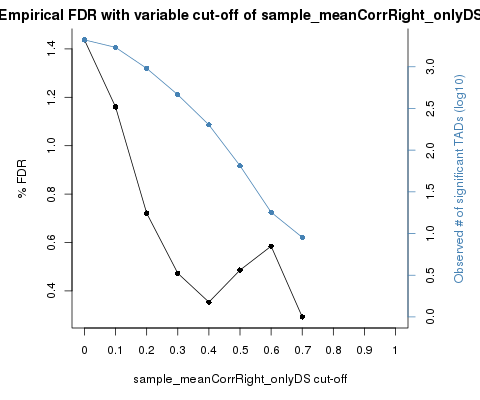 Empirical FDR with variable cut-off of sample_meanCorrRight_onlyDS
% FDR
1.4
1.2
1.0
0.8
0.6
0.4
3.0
2.5
2.0
1.5
1.0
0.5
0.0
Observed # of significant TADs (log10)
0 0.1 0.2 0.3 0.4 0.5 0.6 0.7 0.8 0.9 1
sample_meanCorrRight_onlyDS cut-off